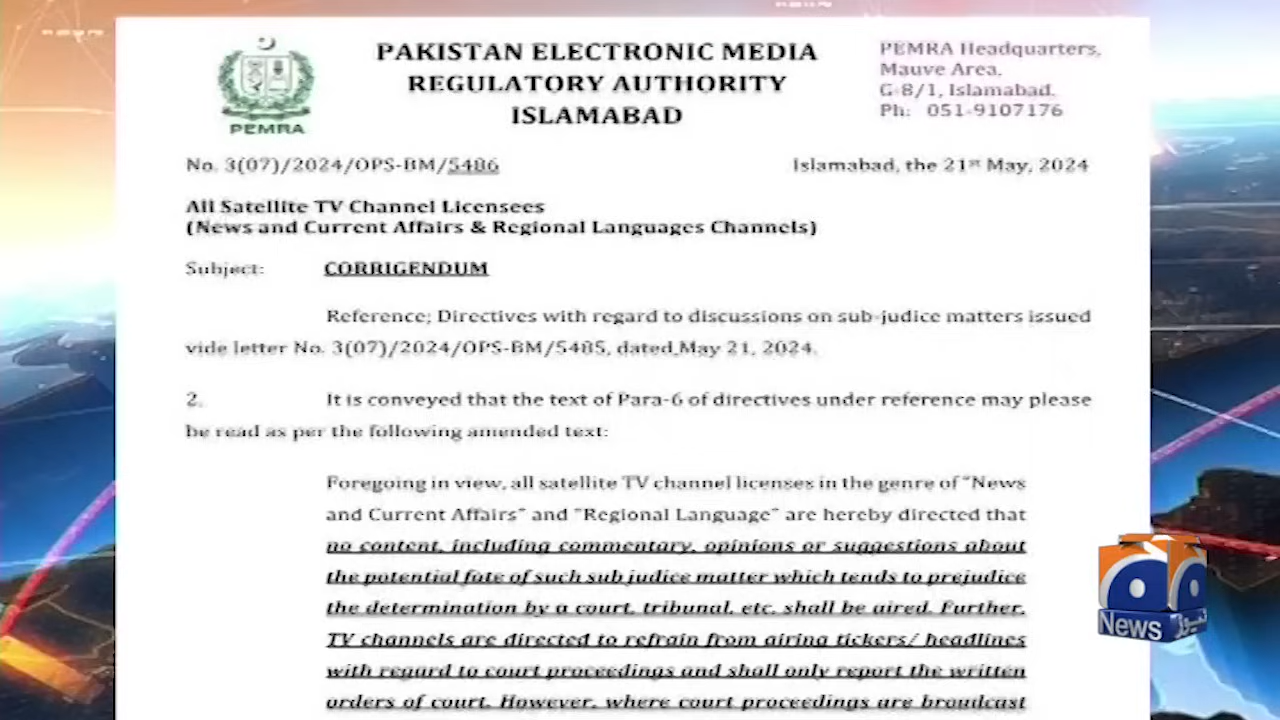 PAKISTAN ELECTRONIC MEDIA
REGULATORY AUTHORITY
ISLAMABAD
PEMRA
PEMRA Headquarters,
Mauve Area,
G-8/1, Islamabad.
Ph: 051-9107176
No. 3(07)/2024/OPS-BM/5486
Islamabad, the 21st May, 2024
All Satellite TV Channel Licensees
(News and Current Affairs & Regional Languages Channels)
Subject: CORRIGENDUM
Reference; Directives with regard to discussions on sub-judice matters issued
vide letter No. 3(07)/2024/OPS-BM/5485, dated May 21, 2024.
2. It is conveyed that the text of Para-6 of directives under reference may please
be read as per the following amended text:
Foregoing in view, all satellite TV channel licenses in the genre of "News
and Current Affairs" and "Regional Language" are hereby directed that
no content, including commentary, opinions or suggestions about
the potential fate of such sub judice matter which tends to prejudice
the determination by a court, tribunal, etc. shall be aired. Further,
TV channels are directed to refrain from airing tickers/ headlines
with regard to court proceedings and shall only report the written
orders of court. However, where court proceedings are broadcast
News نیوز